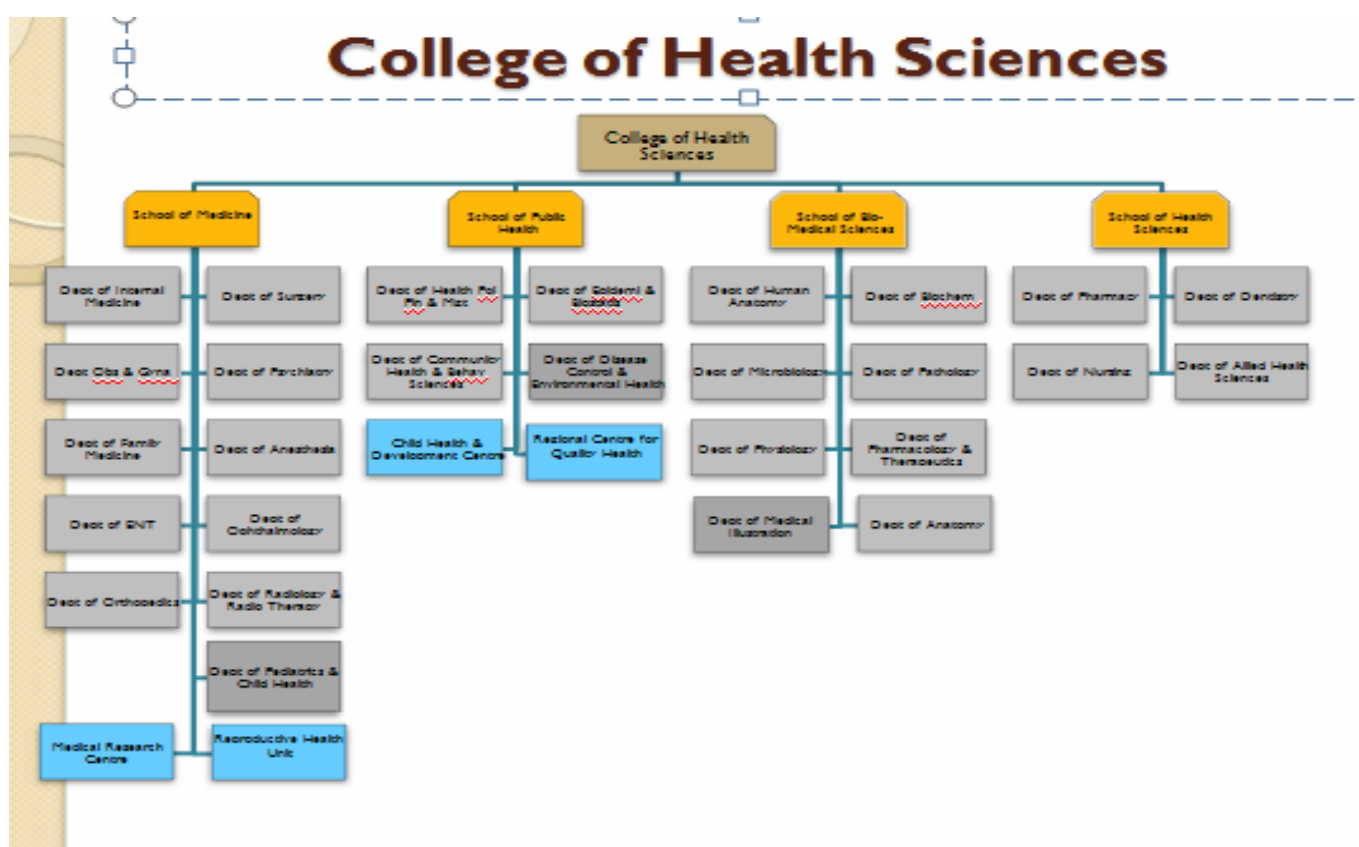 College of Health Sciences
College of Health
Sciences
School of Medicine
School of Public
Health
School of Bio-
Medical Sciences
School of Health
Sciences
Dept of Internal
Medicine
Dept of Surgery
Dept of Health Pol
Fin & Mgt
Dept of Epidemi &
Biostats
Dept of Human
Anatomy
Dept of Biochem
Dept of Pharmacy
Dept of Dentistry
Dept Obs & Gyna
Dept of Psychiatry
Dept of Community
Health & Behav
Sciences
Dept of Disease
Control &
Environmental Health
Dept of Microbiology
Dept of Pathology
Dept of Nursing
Dept of Allied Health
Sciences
Dept of Family
Medicine
Dept of Anesthesia
Child Health &
Development Centre
Regional Centre for
Quality Health
Dept of Physiology
Dept of
Pharmacology &
Therapeutics
Dept of ENT
Dept of
Ophthalmology
Dept of Medical
Illustration
Dept of Anatomy
Dept of Orthopedics
Dept of Radiology &
Radio Therapy
Dept of Pediatrics &
Child Health
Medical Research
Centre
Reproductive Health
Unit